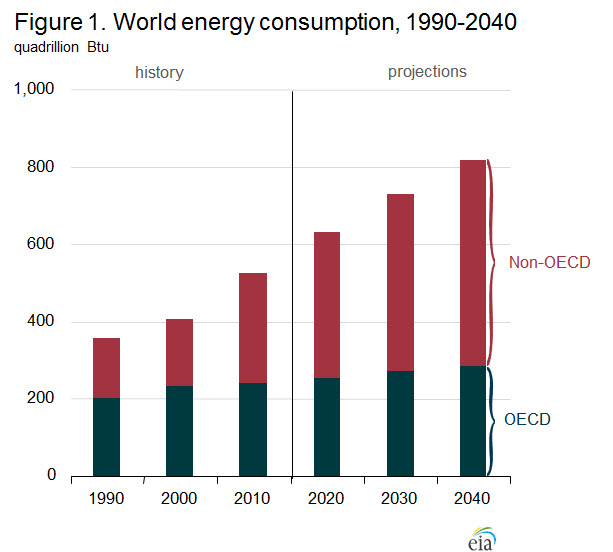 Figure 1. World energy consumption, 1990-2040
quadrillion Btu
history projections
1,000
800
600
400
200
0
Non-OECD
OECD
1990 2000 2010 2020 2030 2040
eia